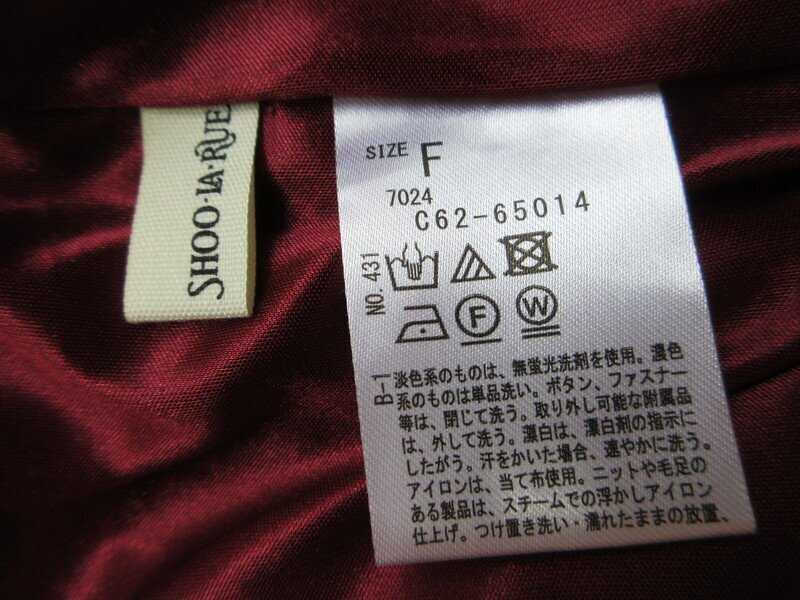 SHOO·LA·RUE
SIZE F
7024
C62-65014
NO. 431
F
W
B-1
淡色系のものは、無蛍光洗剤を使用。濃色
系のものは単品洗い。ボタン、ファスナー
等は、閉じて洗う。取り外し可能な附属品
は、外して洗う。漂白は、漂白剤の指示に
したがう。汗をかいた場合、速やかに洗う。
アイロンは、当て布使用。ニットや毛足の
ある製品は、スチームでの浮かしアイロン
仕上げ。つけ置き洗い・濡れたままの放置、